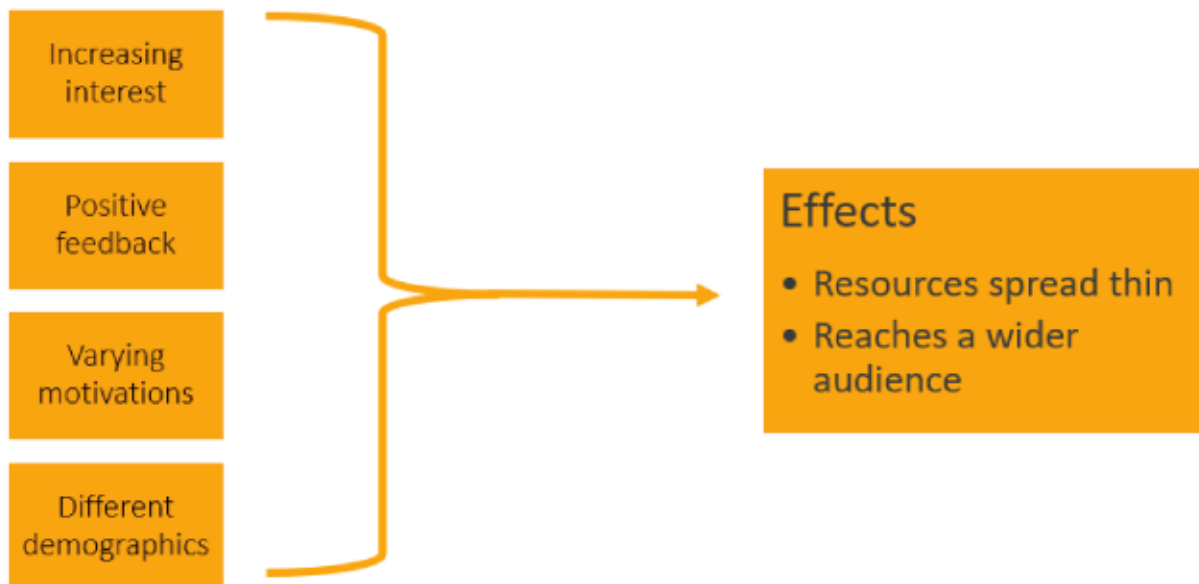 Increasing
interest
Positive
feedback
Varying
motivations
Different
demographics
Effects
• Resources spread thin
• Reaches a wider
audience